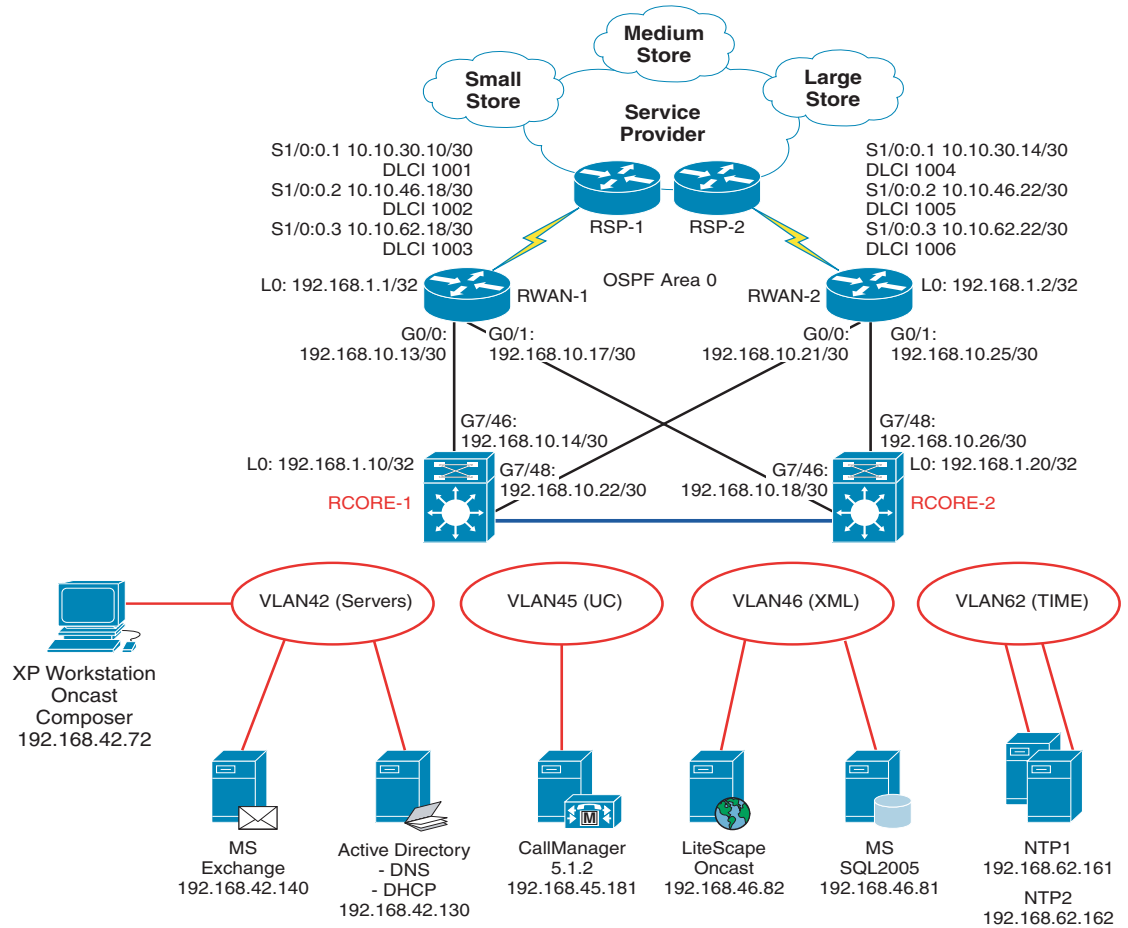 Medium
Store
Small
Store
Large
Store
Service
Provider
S1/0:0.1 10.10.30.10/30
DLCI 1001
S1/0:0.2 10.10.46.18/30
DLCI 1002
S1/0:0.3 10.10.62.18/30
DLCI 1003
S1/0:0.1 10.10.30.14/30
DLCI 1004
S1/0:0.2 10.10.46.22/30
DLCI 1005
S1/0:0.3 10.10.62.22/30
DLCI 1006
RSP-1
RSP-2
L0: 192.168.1.1/32
RWAN-1
OSPF Area 0
RWAN-2
L0: 192.168.1.2/32
G0/0:
192.168.10.13/30
G0/1:
192.168.10.17/30
G0/0:
192.168.10.21/30
G0/1:
192.168.10.25/30
G7/46:
192.168.10.14/30
G7/48:
192.168.10.26/30
L0: 192.168.1.10/32
G7/48:
192.168.10.22/30
G7/46:
192.168.10.18/30
L0: 192.168.1.20/32
RCORE-1
RCORE-2
VLAN42 (Servers)
VLAN45 (UC)
VLAN46 (XML)
VLAN62 (TIME)
XP Workstation
Oncast
Composer
192.168.42.72
M
MS
Exchange
192.168.42.140
Active Directory
- DNS
- DHCP
192.168.42.130
CallManager
5.1.2
192.168.45.181
LiteScape
Oncast
192.168.46.82
MS
SQL2005
192.168.46.81
NTP1
192.168.62.161
NTP2
192.168.62.162